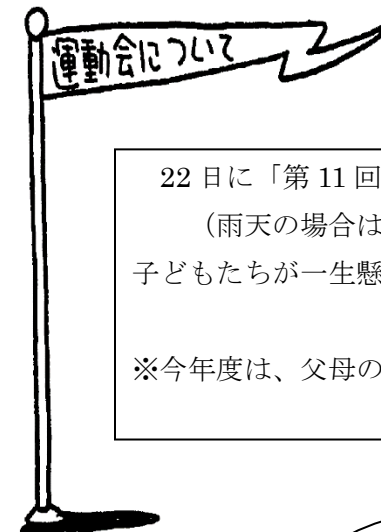 運動会について
22日に「第11回
（雨天の場合は
子どもたちが一生懸
※今年度は、父母の